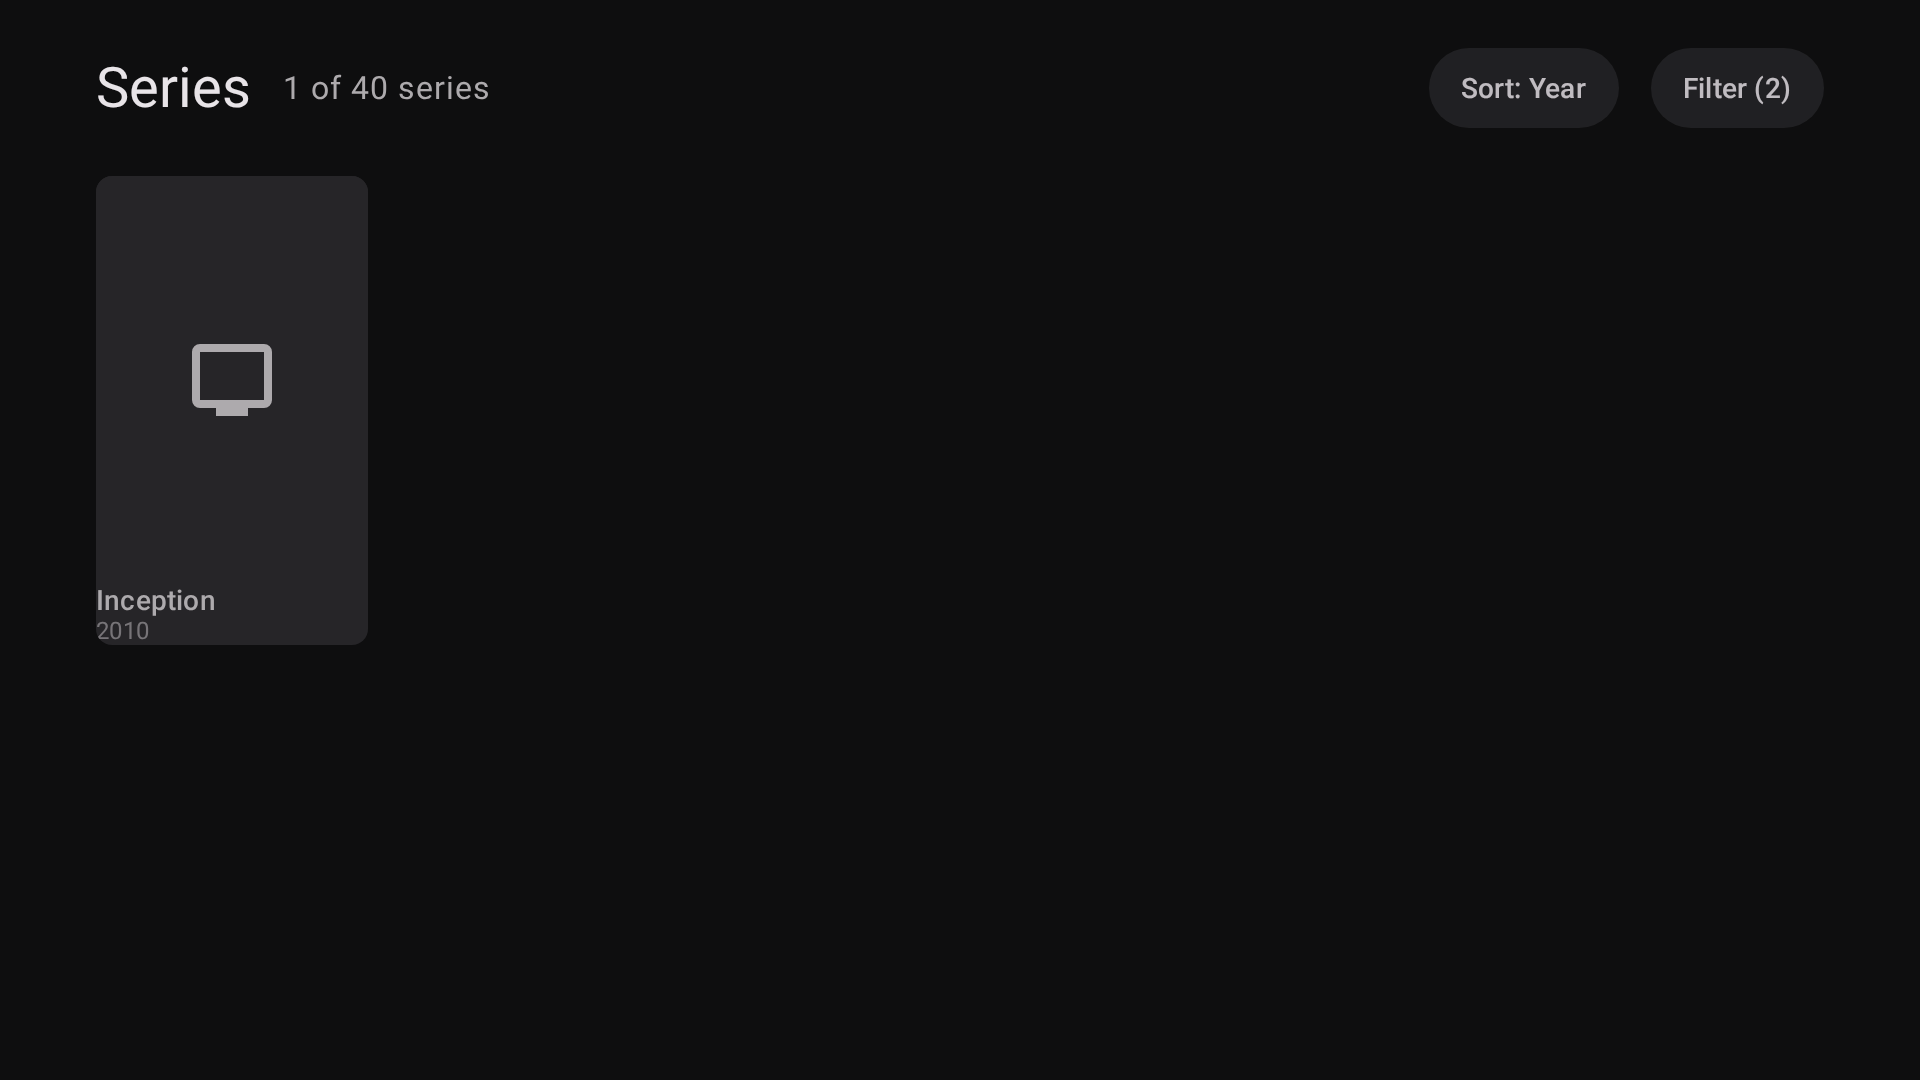 Series
1 of 40 series
Sort: Year
Filter (2)
Inception
2010